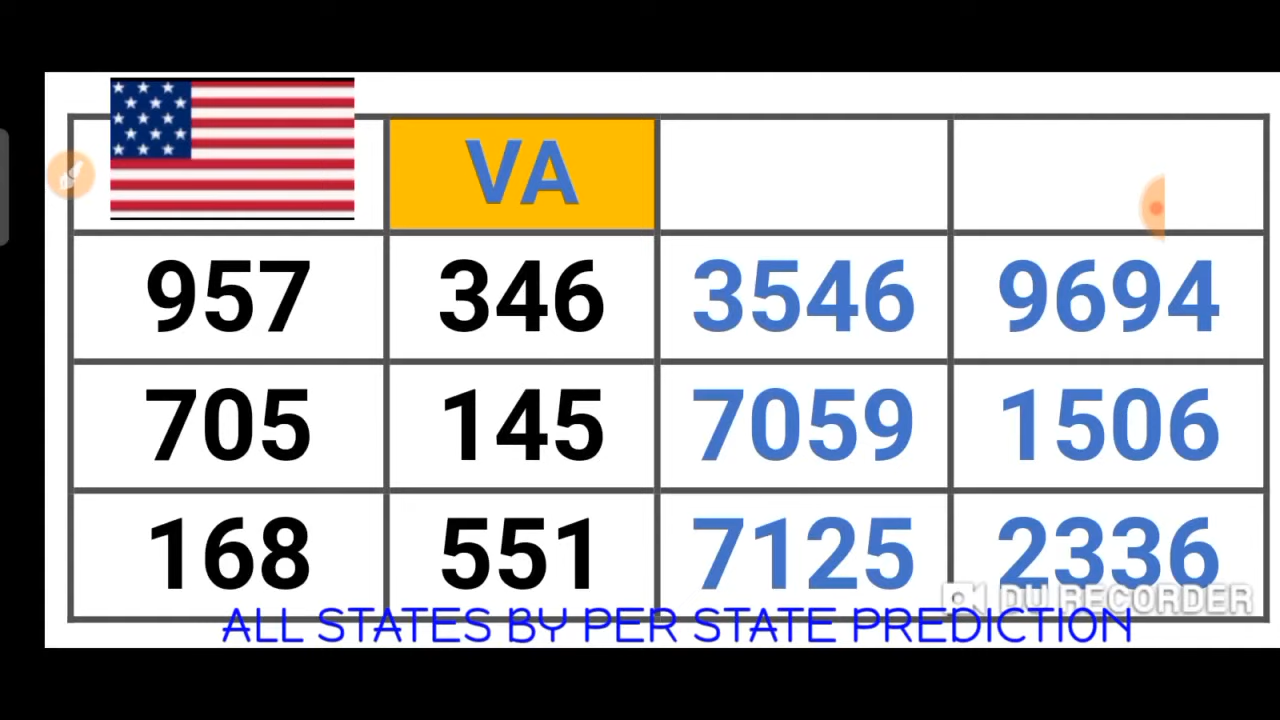 VA
957 346 3546 9694
705 145 7059 1506
168 551 7125 2336
DU RECORDER
ALL STATES BY PER STATE PREDICTION